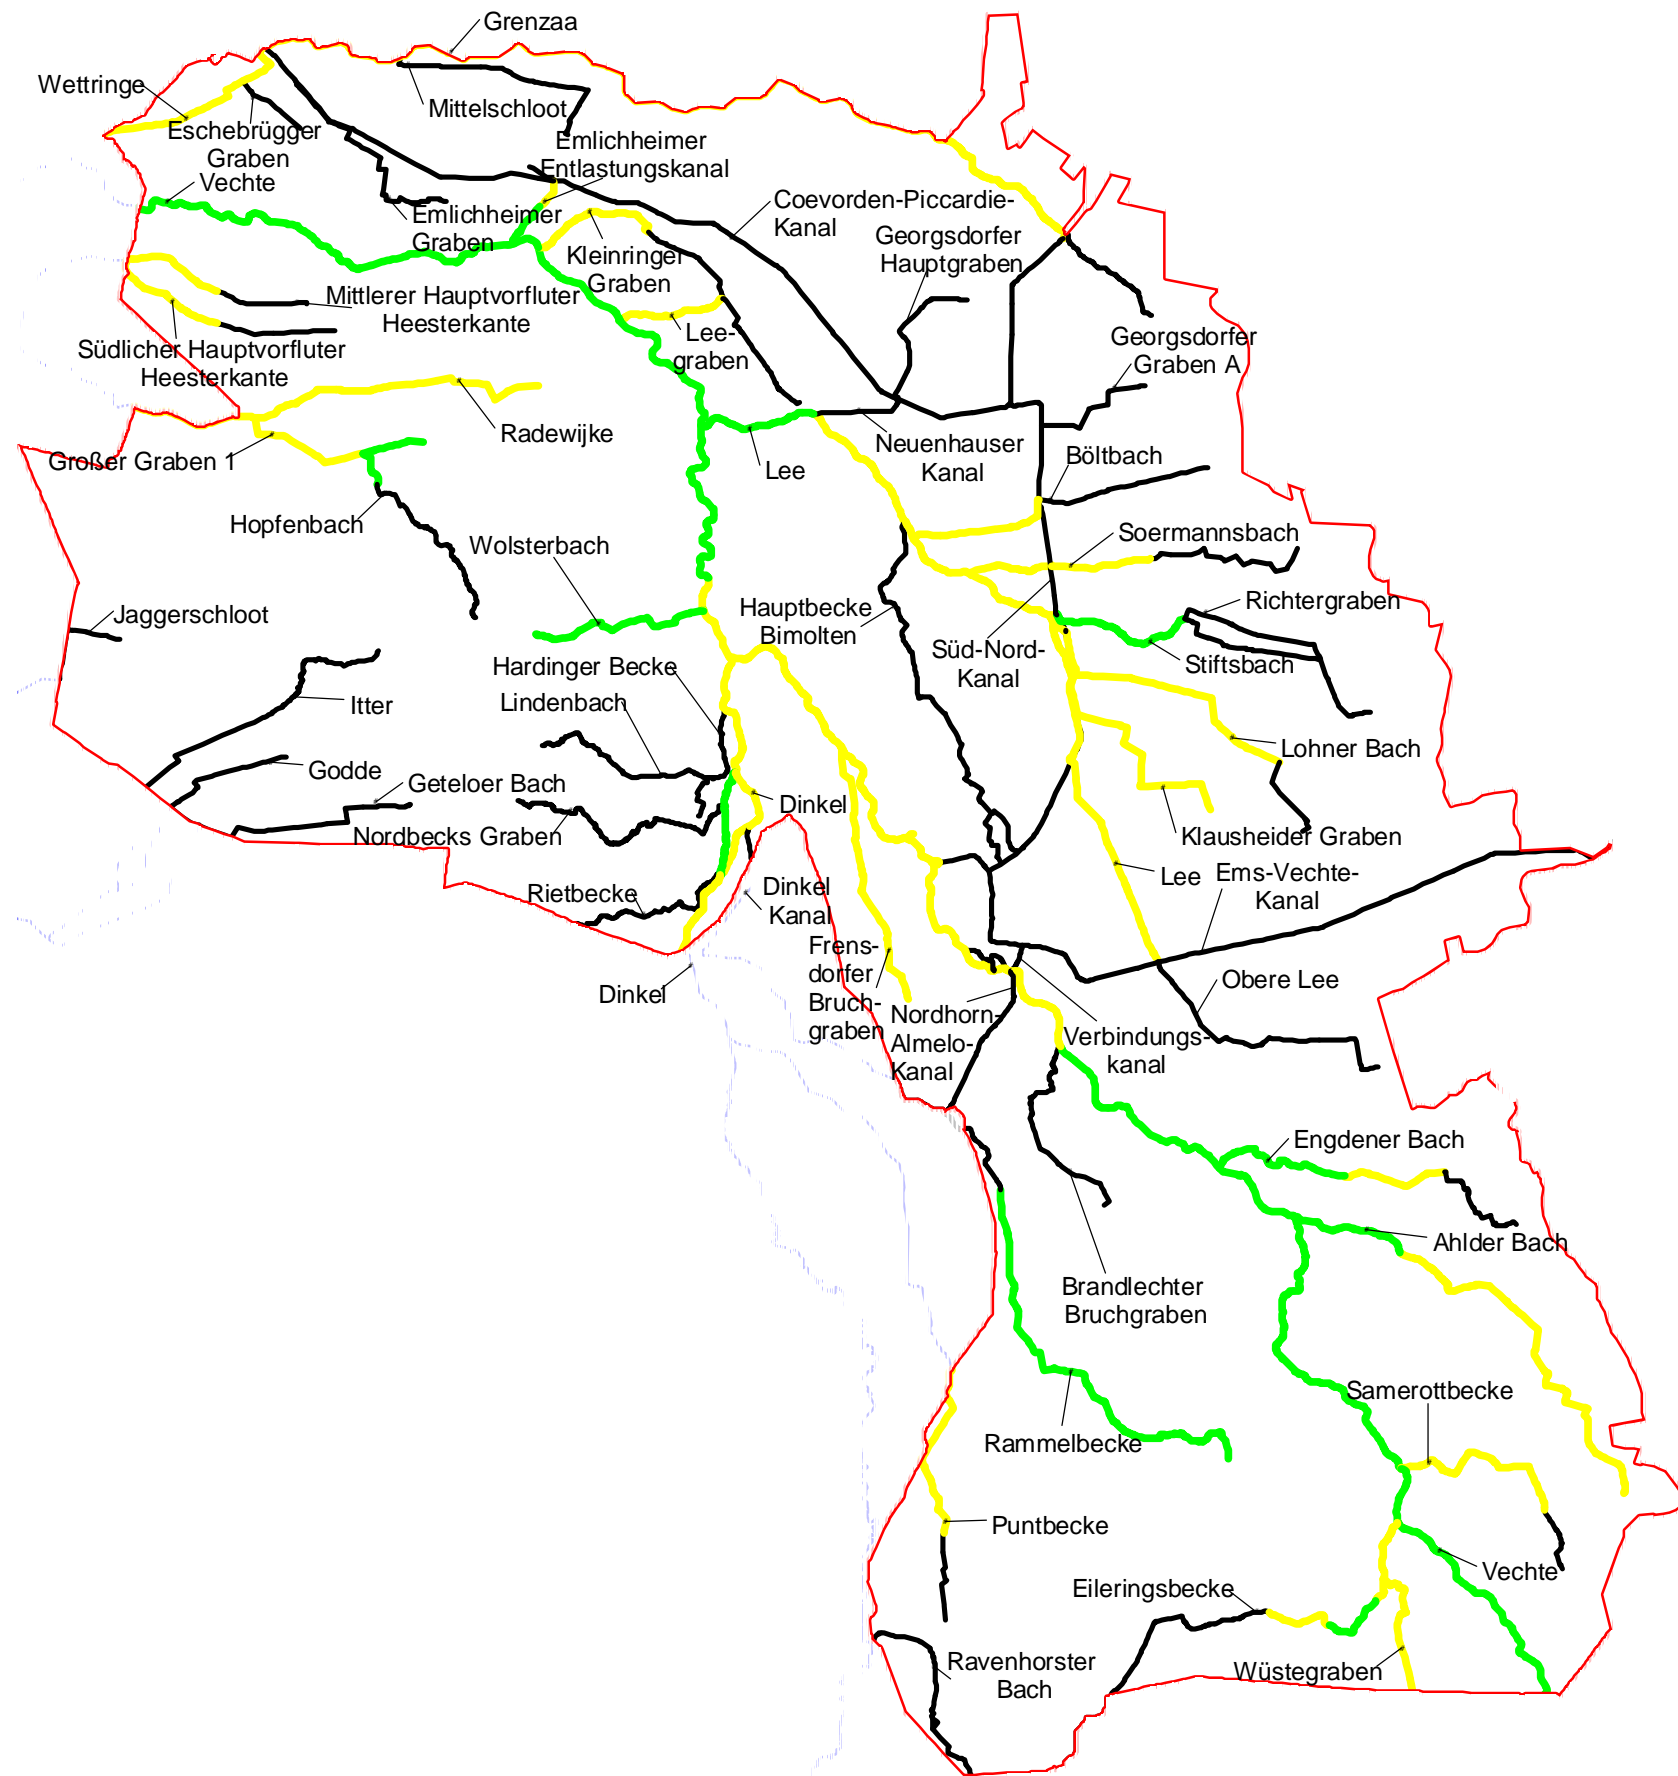 Grenzaa
Wettringe
Mittelschloot
Eschebrügger
Graben
Emlichheimer
Entlastungskanal
Vechte
Coevorden-Piccardie-
Kanal
Emlichheimer
Graben
Georgsdorfer
Hauptgraben
Kleinringer
Graben
Mittlerer Hauptvorfluter
Heesterkante
Lee-
graben
Georgsdorfer
Graben A
Südlicher Hauptvorfluter
Heesterkante
Radewijke
Neuenhauser
Kanal
Großer Graben 1
Lee
Böltbach
Hopfenbach
Wolsterbach
Soermannsbach
Jaggerschloot
Hauptbecke
Bimolten
Richtergraben
Süd-Nord-
Kanal
Stiftsbach
Hardinger Becke
Lindenbach
Itter
Lohner Bach
Godde
Geteloer Bach
Dinkel
Nordbecks Graben
Klausheider Graben
Rietbecke
Dinkel
Kanal
Lee
Ems-Vechte-
Kanal
Frens-
dorfer
Bruch-
graben
Dinkel
Obere Lee
Nordhorn-
Almelo-
Kanal
Verbindungs-
kanal
Engdener Bach
Ahlder Bach
Brandlechter
Bruchgraben
Samerottbecke
Rammelbecke
Puntbecke
Vechte
Eileringsbecke
Ravenhorster
Bach
Wüstegraben